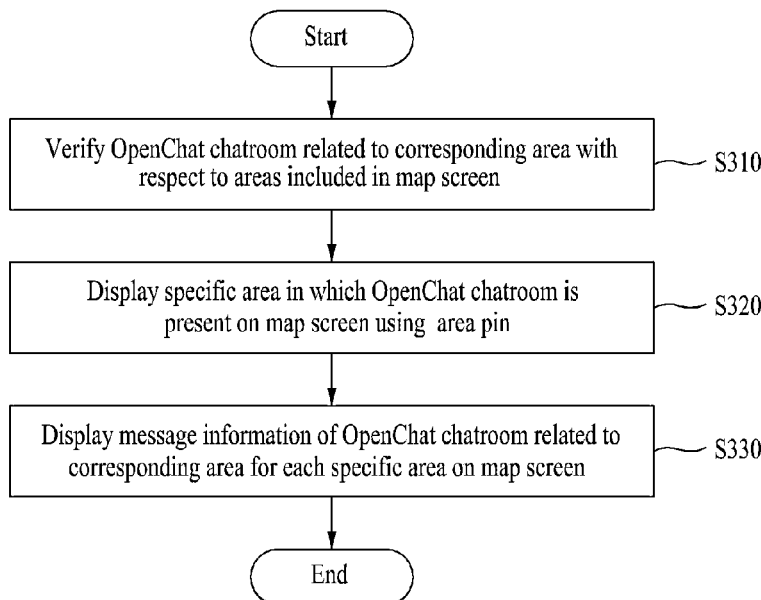 Start
Verify OpenChat chatroom related to corresponding area with
respect to areas included in map screen
S310
Display specific area in which OpenChat chatroom is
present on map screen using area pin
S320
Display message information of OpenChat chatroom related to
corresponding area for each specific area on map screen
S330
End